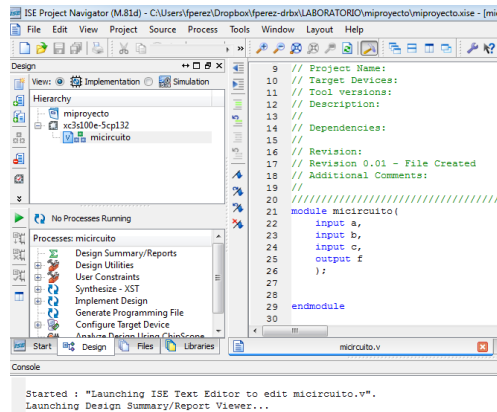 ISE Project Navigator (M.81d) - C:\Users\fperez\Dropbox\fperez-drbx\LABORATORIO\miproyecto\miproyecto.xise - [mi
File Edit View Project Source Process Tools Window Layout Help
Design
View: Implementation Simulation
Hierarchy
miproyecto
xc3s100e-5cp132
micircuito
No Processes Running
Processes: micircuito
Design Summary/Reports
Design Utilities
User Constraints
Synthesize - XST
Implement Design
Generate Programming File
Configure Target Device
Analyze Design Using ChipScope
Start Design Files Libraries
9 // Project Name:
10 // Target Devices:
11 // Tool versions:
12 // Description:
13 //
14 // Dependencies:
15 //
16 // Revision:
17 // Revision 0.01 - File Created
18 // Additional Comments:
19 //
20 //////////////////////////////////
21 module micircuito(
22 input a,
23 input b,
24 input c,
25 output f
26 );
27
28
29 endmodule
30
micircuito.v
Console
Started : "Launching ISE Text Editor to edit micircuito.v".
Launching Design Summary/Report Viewer...